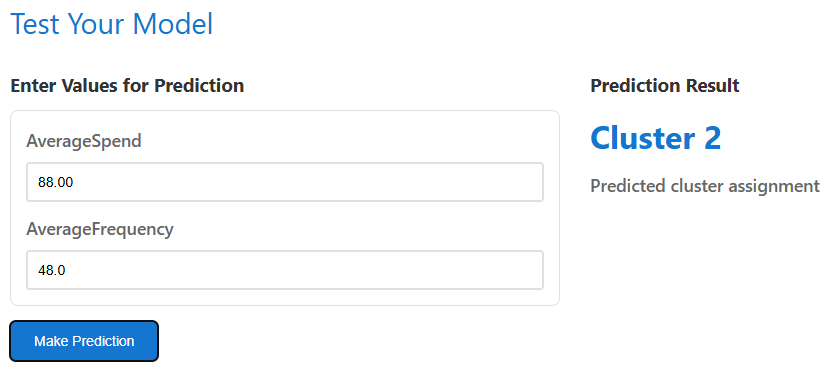 Test Your Model
Enter Values for Prediction
AverageSpend
88.00
AverageFrequency
48.0
Make Prediction
Prediction Result
Cluster 2
Predicted cluster assignment